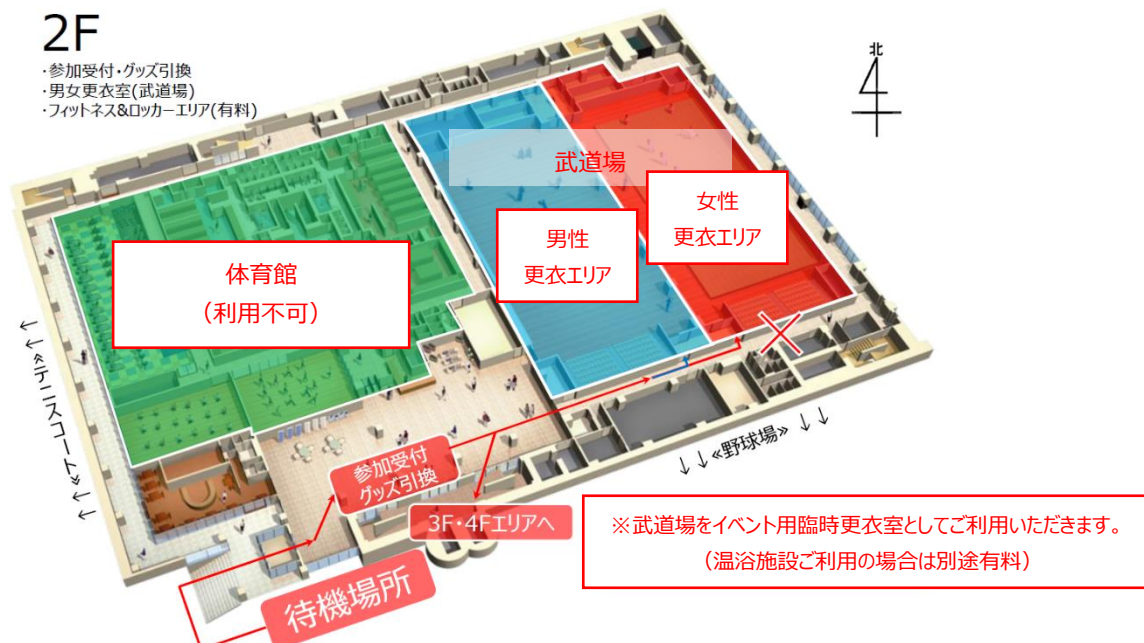 2F
・参加受付・グッズ引換
・男女更衣室(武道場)
・フィットネス&ロッカーエリア(有料)
北
武道場
女性
更衣エリア
男性
更衣エリア
体育館
（利用不可）
←←《テニスコート》←←
↓↓《野球場》↓↓
参加受付
グッズ引換
3F・4Fエリアへ
待機場所
※武道場をイベント用臨時更衣室としてご利用いただきます。
（温浴施設ご利用の場合は別途有料）